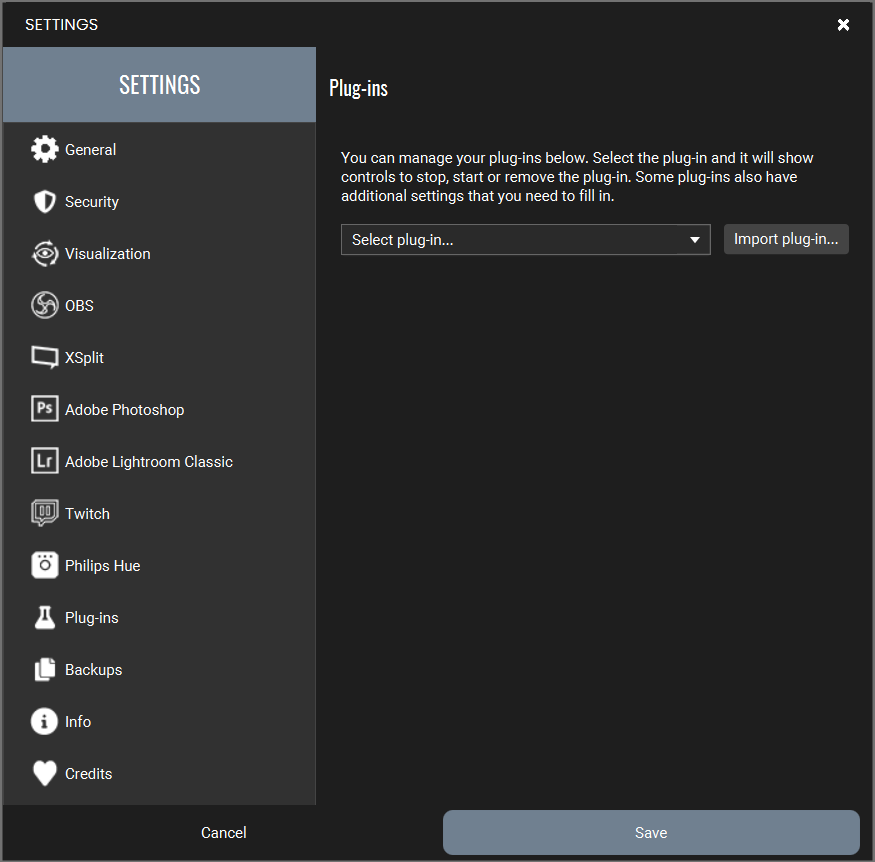 SETTINGS
SETTINGS
General
Security
Visualization
OBS
XSplit
Ps Adobe Photoshop
Lr Adobe Lightroom Classic
Twitch
Philips Hue
Plug-ins
Backups
Info
Credits
Plug-ins
You can manage your plug-ins below. Select the plug-in and it will show
controls to stop, start or remove the plug-in. Some plug-ins also have
additional settings that you need to fill in.
Select plug-in...
Import plug-in...
Cancel
Save